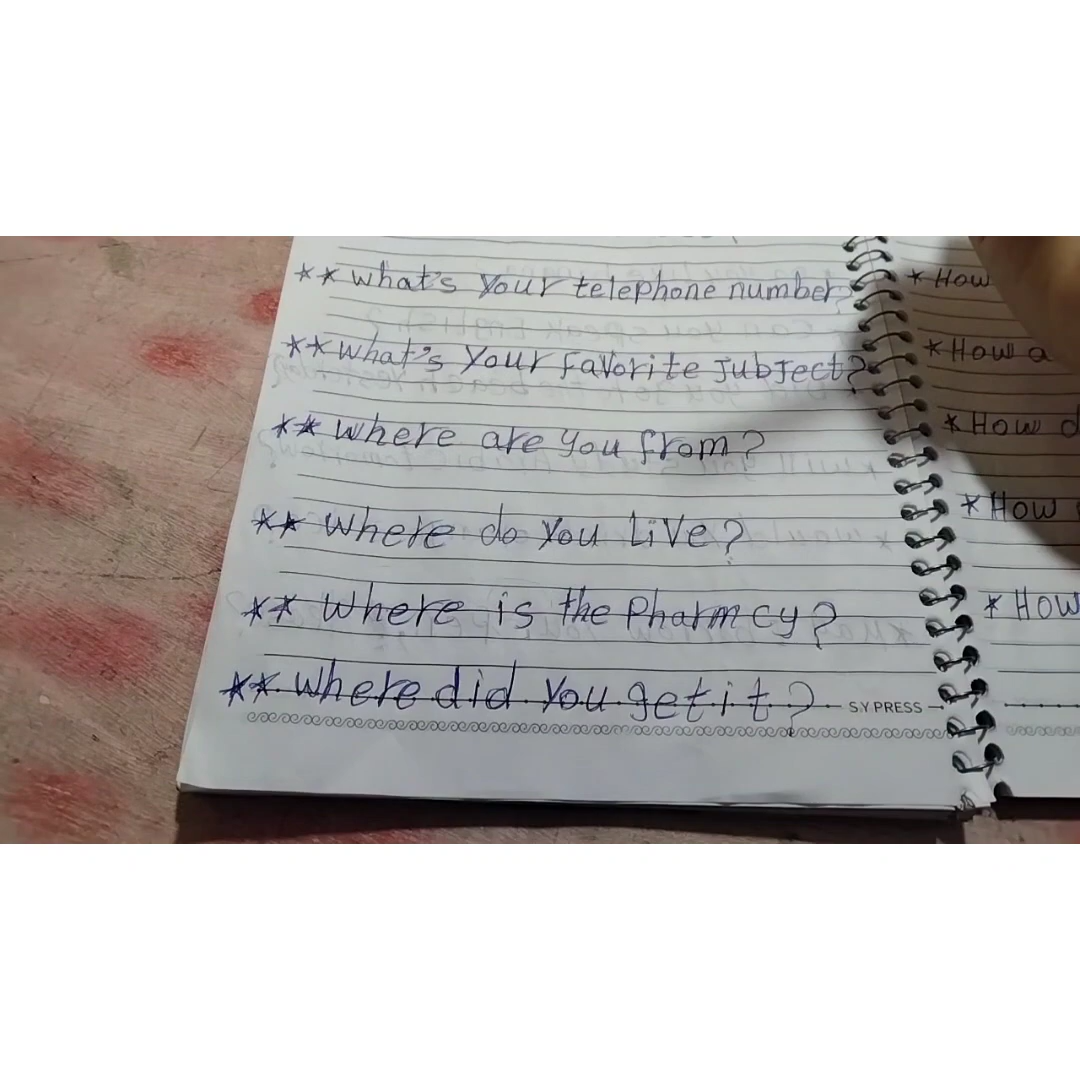 ** what's your telephone number?
** what's your favorite Jubject?
** where are you from?
** where do you live?
** where is the Pharmcy?
** where did you get it?
S.Y PRESS
* How
* How a
* How d
* How
* How